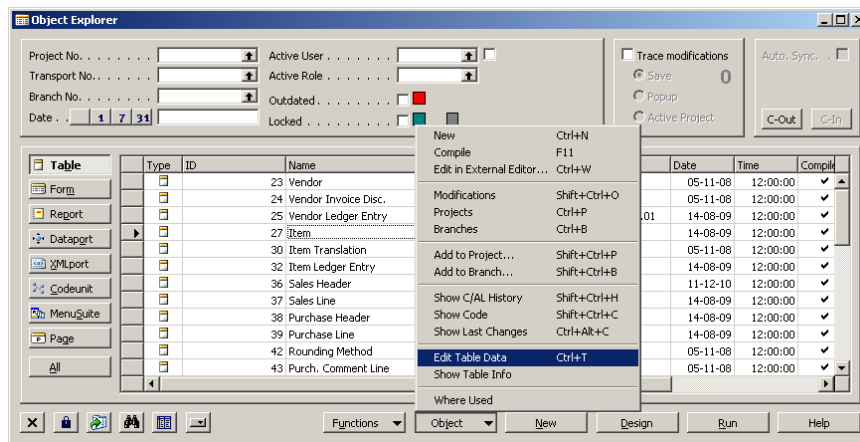 Object Explorer
Project No. . . . . . . . Active User . . . . . . . Trace modifications Auto. Sync. . .
Transport No. . . . . . . Active Role . . . . . . . Save 0
Branch No. . . . . . . . Outdated. . . . . . . . Popup
Date . . 1 7 31 Locked . . . . . . . . . Active Project C-Out C-In
New Ctrl+N
Compile F11
Edit in External Editor... Ctrl+W
Modifications Shift+Ctrl+O
Projects Ctrl+P
Branches Ctrl+B
Add to Project... Shift+Ctrl+P
Add to Branch... Shift+Ctrl+B
Show C/AL History Shift+Ctrl+H
Show Code Shift+Ctrl+C
Show Last Changes Ctrl+Alt+C
Edit Table Data Ctrl+T
Show Table Info
Where Used
Table
Form
Report
Dataport
XMLport
Codeunit
MenuSuite
Page
All
Type ID Name Date Time Compile
23 Vendor 05-11-08 12:00:00
24 Vendor Invoice Disc. 05-11-08 12:00:00
25 Vendor Ledger Entry .01 14-08-09 12:00:00
27 Item 14-08-09 12:00:00
30 Item Translation 05-11-08 12:00:00
32 Item Ledger Entry 14-08-09 12:00:00
36 Sales Header 11-12-10 12:00:00
37 Sales Line 14-08-09 12:00:00
38 Purchase Header 14-08-09 12:00:00
39 Purchase Line 14-08-09 12:00:00
42 Rounding Method 05-11-08 12:00:00
43 Purch. Comment Line 05-11-08 12:00:00
Functions Object New Design Run Help